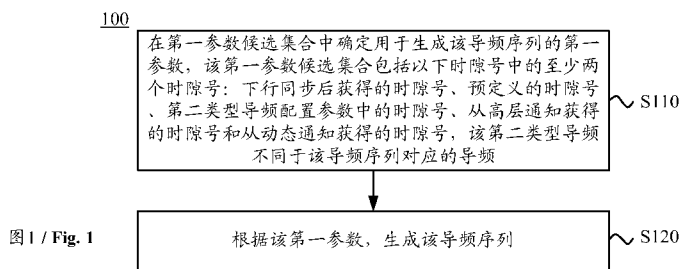 100
在第一参数候选集合中确定用于生成该导频序列的第一
参数，该第一参数候选集合包括以下时隙号中的至少两
个时隙号：下行同步后获得的时隙号、预定义的时隙号
、第二类型导频配置参数中的时隙号、从高层通知获得
的时隙号和从动态通知获得的时隙号，该第二类型导频
不同于该导频序列对应的导频
S110
根据该第一参数，生成该导频序列
S120
图1 / Fig. 1